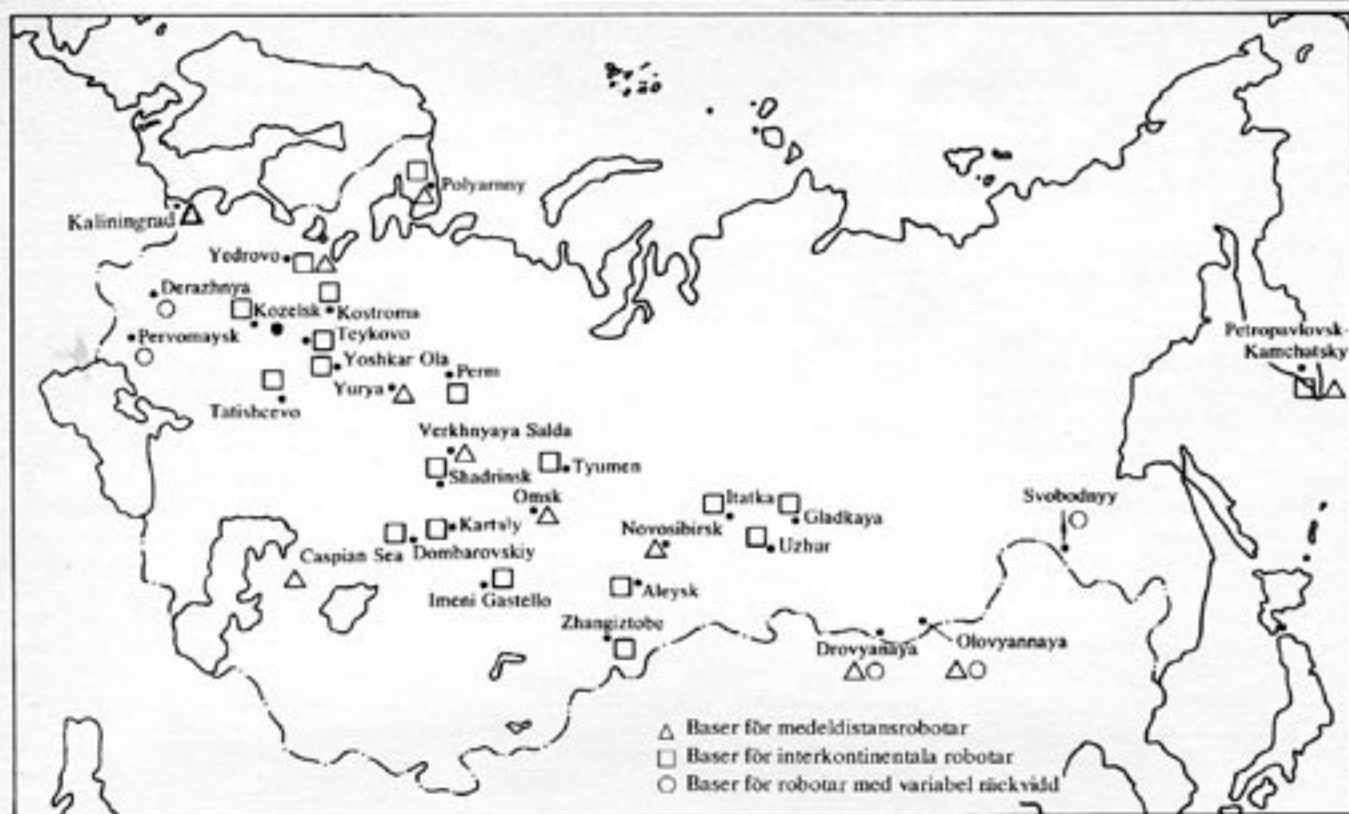 Polyarnny
Kaliningrad
Yedrovo
Derazhnya
Kozelsk
Kostroma
Pervomaysk
Teykovo
Yoshkar Ola
Perm
Yurya
Tatishcevo
Petropavlovsk-
Kamchatsky
Verkhnyaya Salda
Tyumen
Shadrinsk
Omsk
Itatka
Svobodnyy
Gladkaya
Kartaly
Novosibirsk
Uzhur
Dombarovskiy
Caspian Sea
Imeni Gastello
Aleysk
Zhangiztobe
Drovyanaya
Olovyannaya
Baser för medeldistansrobotar
Baser för interkontinentala robotar
Baser för robotar med variabel räckvidd